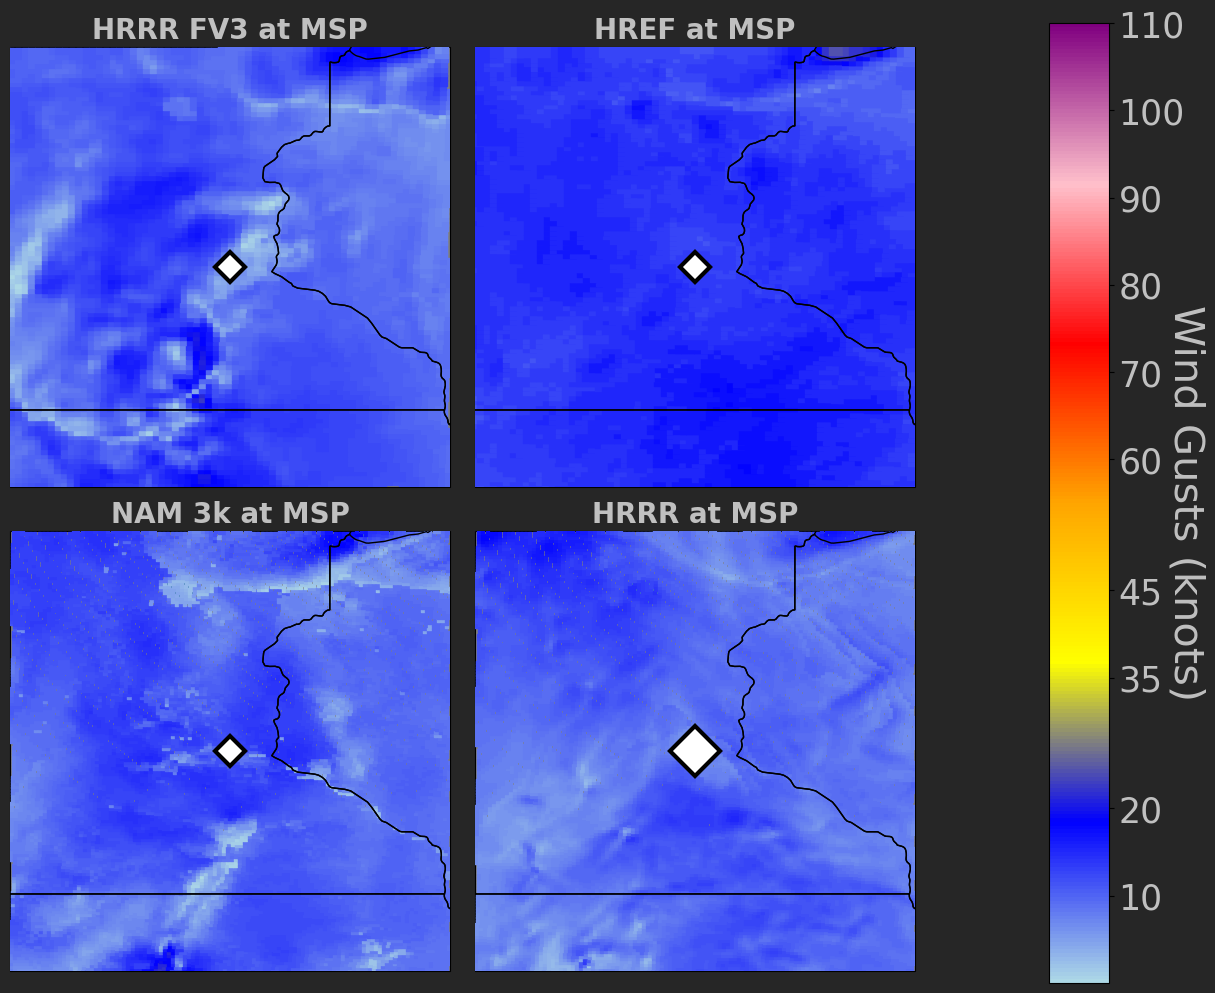 HRRR FV3 at MSP
HREF at MSP
NAM 3k at MSP
HRRR at MSP
110
100
90
80
70
60
45
35
20
10
Wind Gusts (knots)